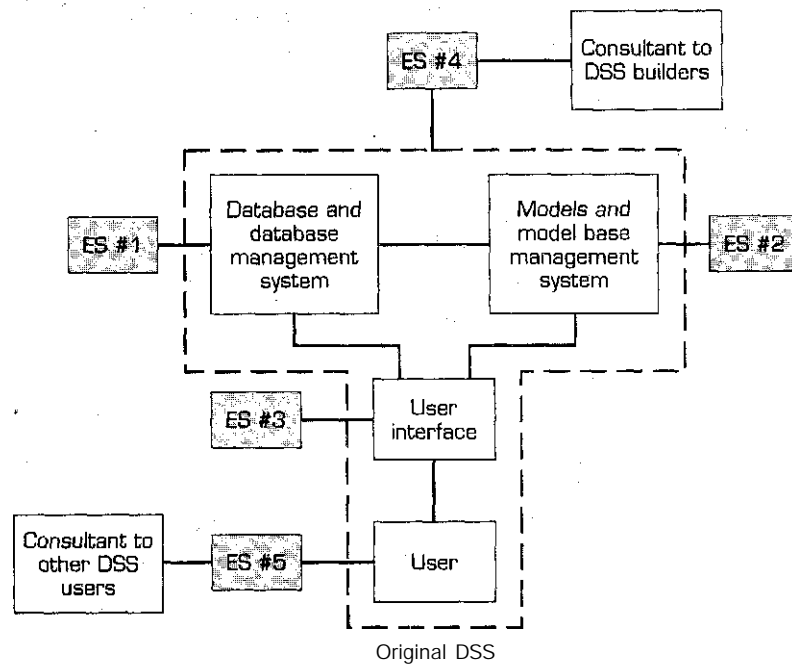 ES #4
Consultant to
DSS builders
Database and
database
management
system
Models and
model base
management
system
ES #1
ES #2
ES #3
User
interface
Consultant to
other DSS
users
ES #5
User
Original DSS